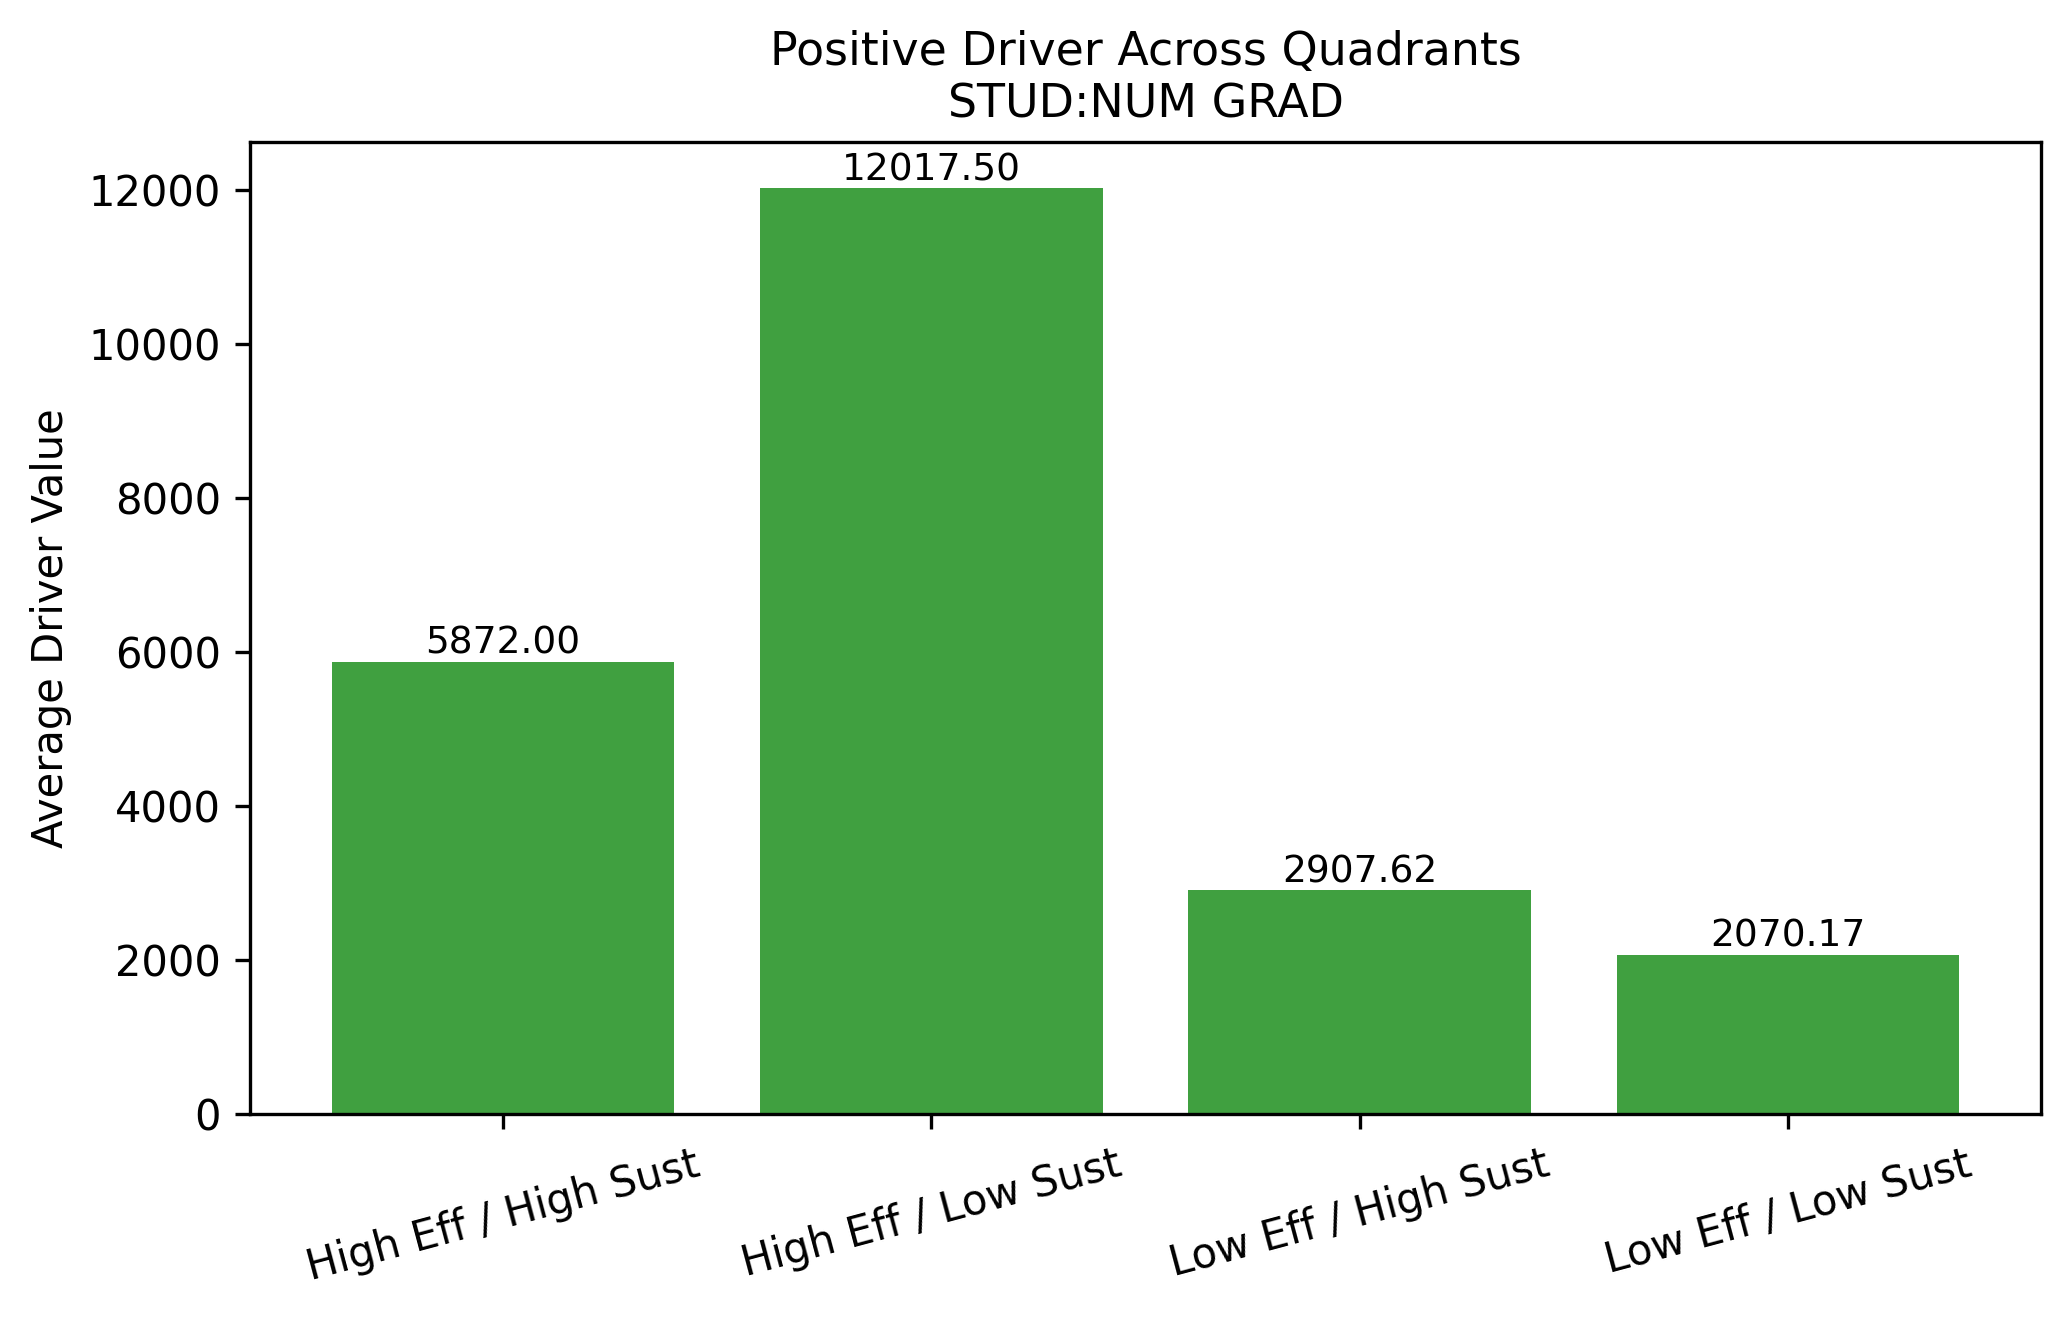 Positive Driver Across Quadrants
STUD:NUM GRAD
Average Driver Value
12000
10000
8000
6000
4000
2000
0
5872.00
12017.50
2907.62
2070.17
High Eff / High Sust
High Eff / Low Sust
Low Eff / High Sust
Low Eff / Low Sust